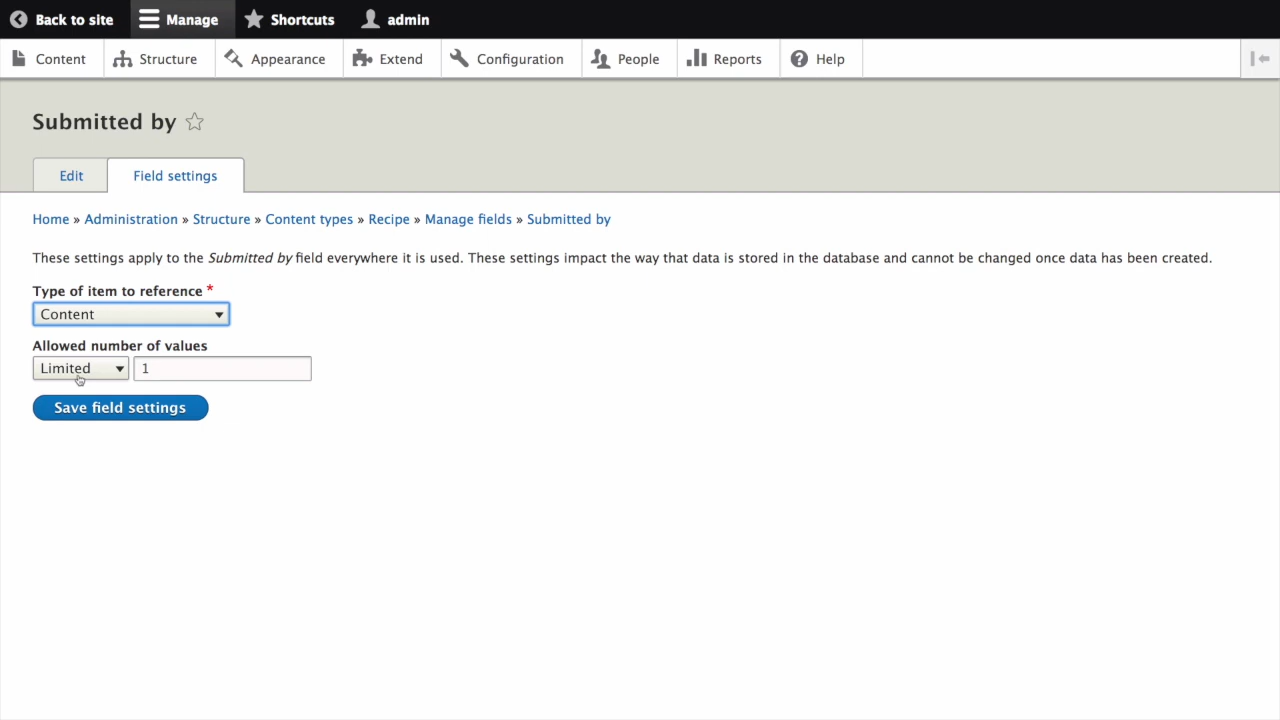 Back to site Manage Shortcuts admin
Content Structure Appearance Extend Configuration People Reports Help
Submitted by
Edit Field settings
Home » Administration » Structure » Content types » Recipe » Manage fields » Submitted by
These settings apply to the Submitted by field everywhere it is used. These settings impact the way that data is stored in the database and cannot be changed once data has been created.
Type of item to reference *
Content
Allowed number of values
Limited 1
Save field settings